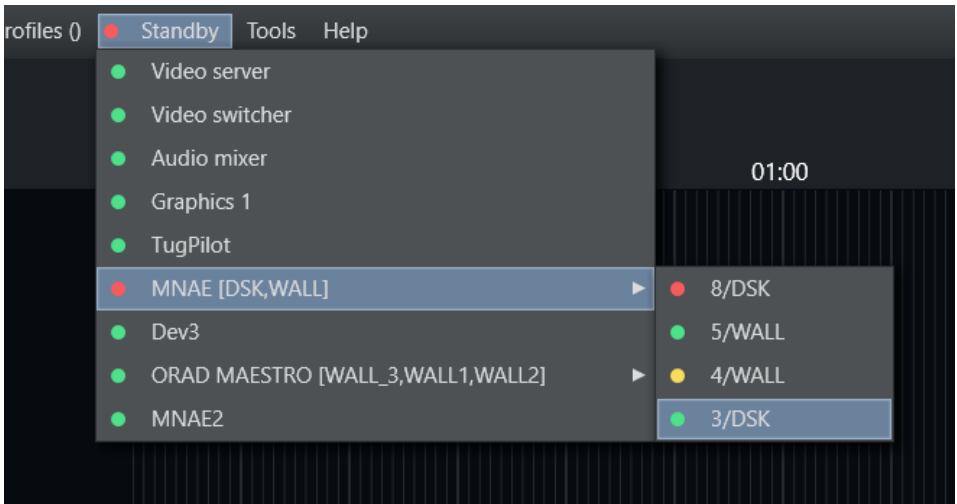 rofiles () Standby Tools Help
Video server
Video switcher
Audio mixer
01:00
Graphics 1
TugPilot
MNAE [DSK,WALL]
8/DSK
Dev3
5/WALL
ORAD MAESTRO [WALL_3,WALL1,WALL2]
4/WALL
MNAE2
3/DSK